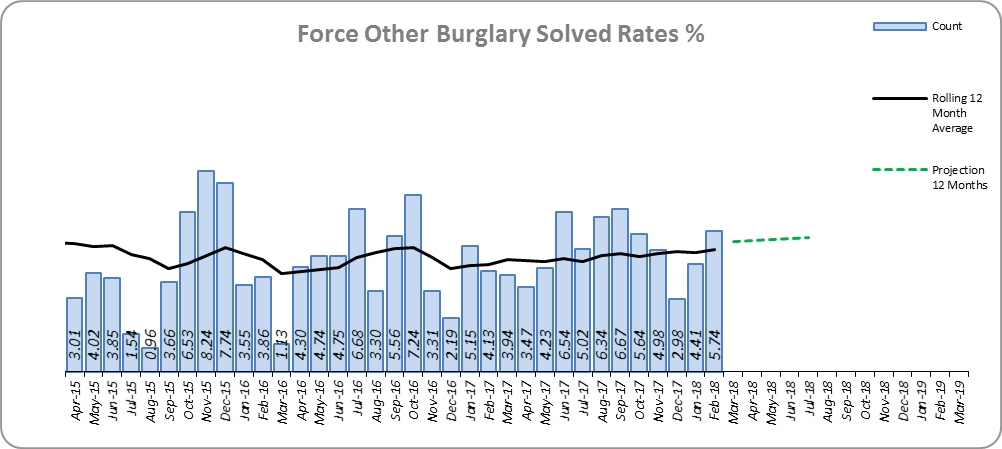 Force Other Burglary Solved Rates %
Count
Rolling 12
Month
Average
Projection
12 Months
3.01
4.02
3.85
1.54
0.96
3.66
6.53
8.24
7.74
3.55
3.86
1.13
4.30
4.74
4.75
6.68
3.30
5.56
7.24
3.31
2.19
5.15
4.13
3.94
3.47
4.23
6.54
5.02
6.34
6.67
5.64
4.98
2.98
4.41
5.74
Apr-15
May-15
Jun-15
Jul-15
Aug-15
Sep-15
Oct-15
Nov-15
Dec-15
Jan-16
Feb-16
Mar-16
Apr-16
May-16
Jun-16
Jul-16
Aug-16
Sep-16
Oct-16
Nov-16
Dec-16
Jan-17
Feb-17
Mar-17
Apr-17
May-17
Jun-17
Jul-17
Aug-17
Sep-17
Oct-17
Nov-17
Dec-17
Jan-18
Feb-18
Mar-18
Apr-18
May-18
Jun-18
Jul-18
Aug-18
Sep-18
Oct-18
Nov-18
Dec-18
Jan-19
Feb-19
Mar-19